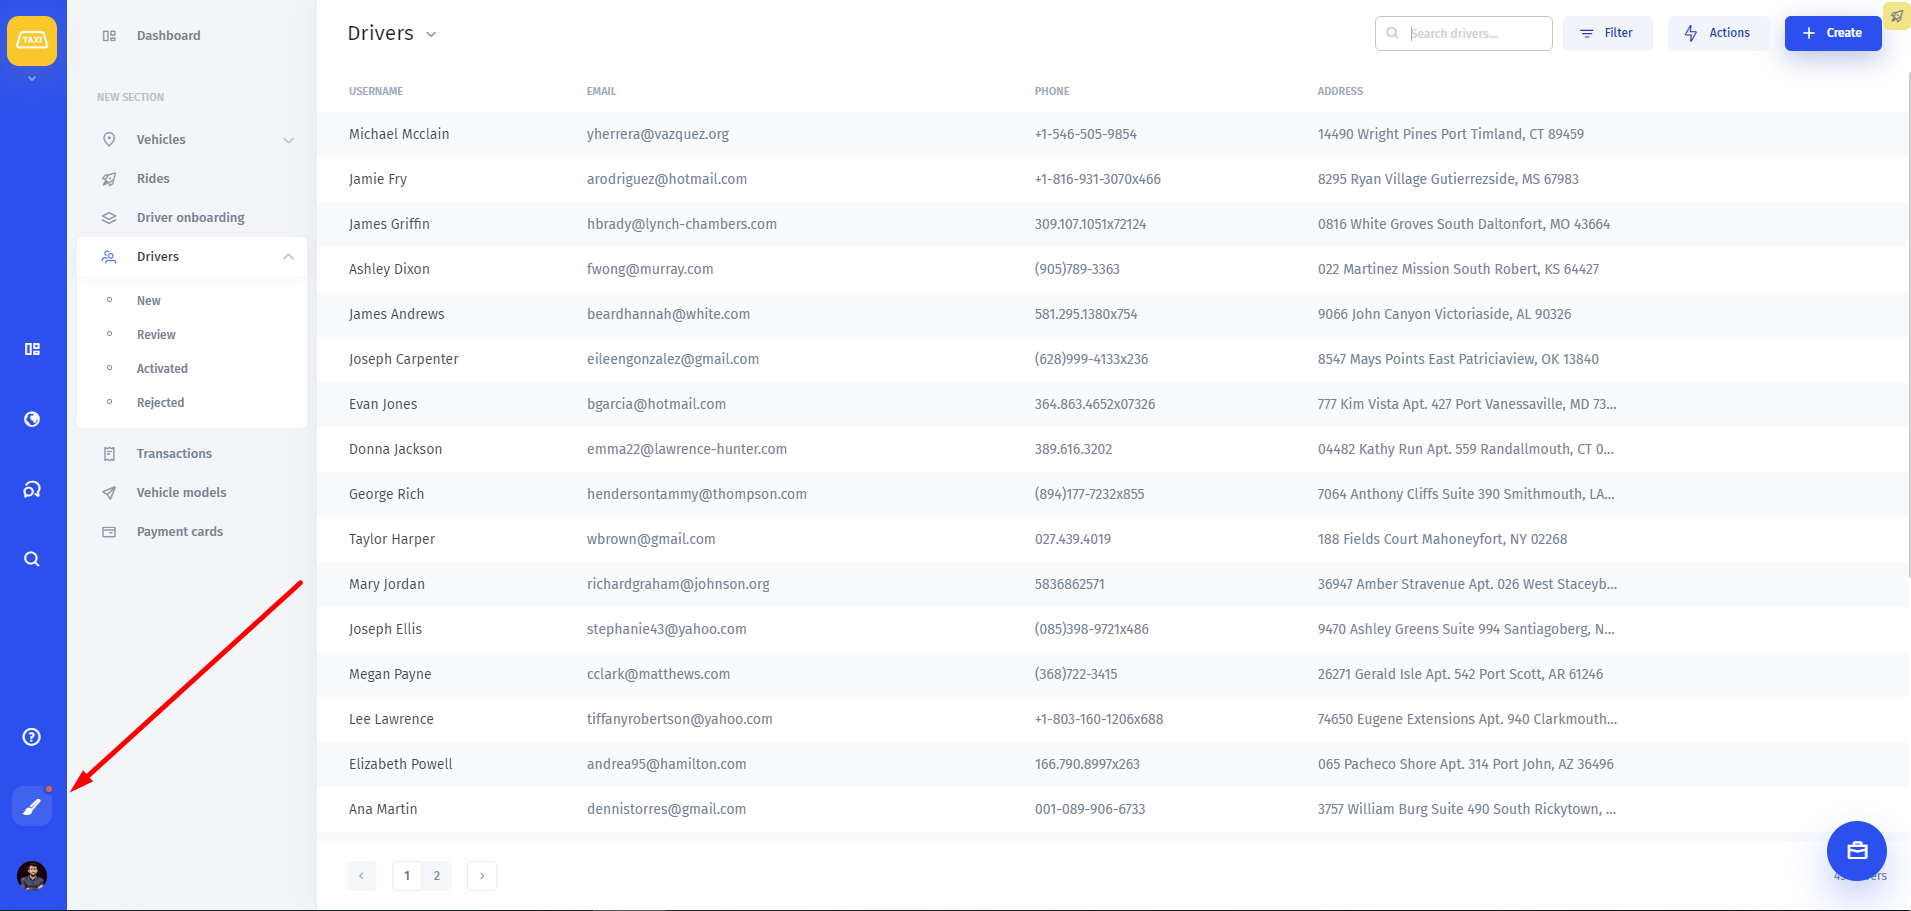 TAXI
Dashboard
NEW SECTION
Vehicles
Rides
Driver onboarding
Drivers
New
Review
Activated
Rejected
Transactions
Vehicle models
Payment cards
Drivers
Search drivers...
Filter
Actions
Create
USERNAME EMAIL PHONE ADDRESS
Michael Mcclain yherrera@vazquez.org +1-546-505-9854 14490 Wright Pines Port Timland, CT 89459
Jamie Fry arodriguez@hotmail.com +1-816-931-3070x466 8295 Ryan Village Gutierrezside, MS 67983
James Griffin hbrady@lynch-chambers.com 309.107.1051x72124 0816 White Groves South Daltonfort, MO 43664
Ashley Dixon fwong@murray.com (905)789-3363 022 Martinez Mission South Robert, KS 64427
James Andrews beardhannah@white.com 581.295.1380x754 9066 John Canyon Victoriaside, AL 90326
Joseph Carpenter eileengonzalez@gmail.com (628)999-4133x236 8547 Mays Points East Patriciaview, OK 13840
Evan Jones bgarcia@hotmail.com 364.863.4652x07326 777 Kim Vista Apt. 427 Port Vanessaville, MD 73...
Donna Jackson emma22@lawrence-hunter.com 389.616.3202 04482 Kathy Run Apt. 559 Randallmouth, CT 0...
George Rich hendersontammy@thompson.com (894)177-7232x855 7064 Anthony Cliffs Suite 390 Smithmouth, LA...
Taylor Harper wbrown@gmail.com 027.439.4019 188 Fields Court Mahoneyfort, NY 02268
Mary Jordan richardgraham@johnson.org 5836862571 36947 Amber Stravenue Apt. 026 West Staceyb...
Joseph Ellis stephanie43@yahoo.com (085)398-9721x486 9470 Ashley Greens Suite 994 Santiagoberg, N...
Megan Payne cclark@matthews.com (368)722-3415 26271 Gerald Isle Apt. 542 Port Scott, AR 61246
Lee Lawrence tiffanyrobertson@yahoo.com +1-803-160-1206x688 74650 Eugene Extensions Apt. 940 Clarkmouth...
Elizabeth Powell andrea95@hamilton.com 166.790.8997x263 065 Pacheco Shore Apt. 314 Port John, AZ 36496
Ana Martin dennistorres@gmail.com 001-089-906-6733 3757 William Burg Suite 490 South Rickytown, ...
1 2